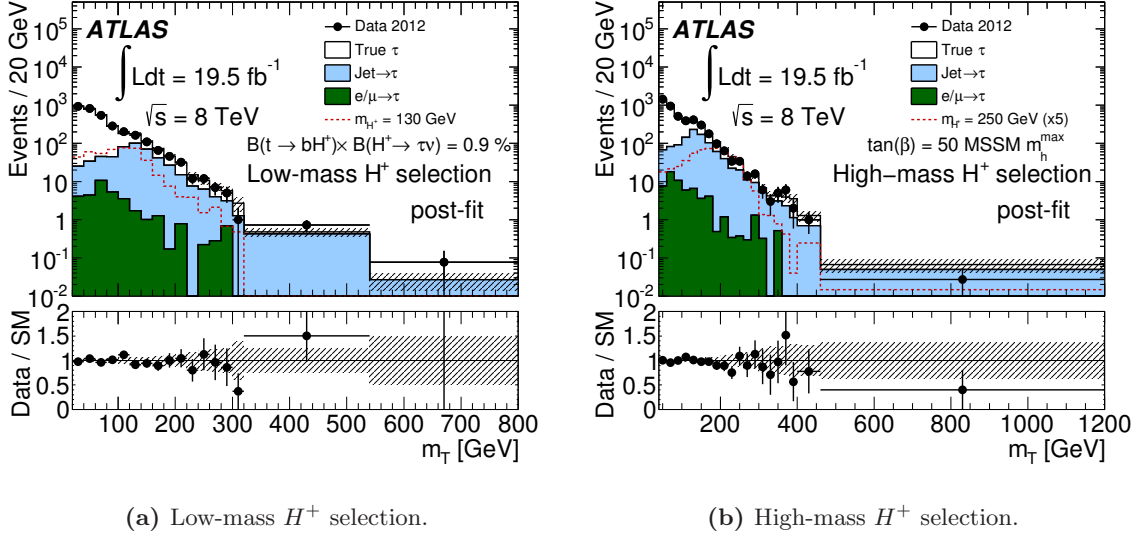 ATLAS
∫ Ldt = 19.5 fb⁻¹
√s = 8 TeV
Data 2012
True τ
Jet→τ
e/μ→τ
m_H⁺ = 130 GeV
B(t → bH⁺)× B(H⁺→ τν) = 0.9 %
Low-mass H⁺ selection
post-fit
Events / 20 GeV
10⁵
10⁴
10³
10²
10
1
10⁻¹
10⁻²
Data / SM
2
1.5
1
0.5
0
100 200 300 400 500 600 700 800
m_T [GeV]
(a) Low-mass H⁺ selection.
ATLAS
∫ Ldt = 19.5 fb⁻¹
√s = 8 TeV
Data 2012
True τ
Jet→τ
e/μ→τ
m_H⁺ = 250 GeV (x5)
tan(β) = 50 MSSM m_h^max
High−mass H⁺ selection
post-fit
Events / 20 GeV
10⁵
10⁴
10³
10²
10
1
10⁻¹
10⁻²
Data / SM
2
1.5
1
0.5
0
200 400 600 800 1000 1200
m_T [GeV]
(b) High-mass H⁺ selection.